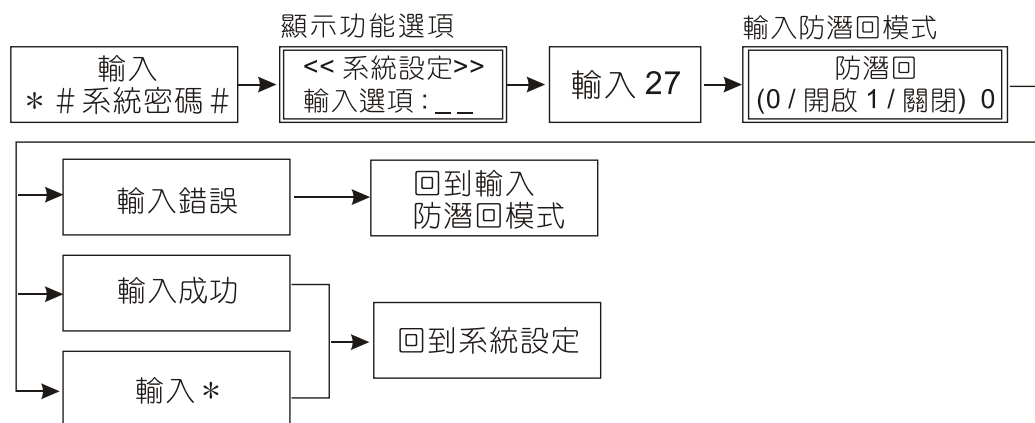 顯示功能選項
輸入防潛回模式
輸入
＊＃系統密碼＃
<< 系統設定>>
輸入選項 : _ _
輸入 27
防潛回
(0 / 開啟 1 / 關閉) 0
輸入錯誤
回到輸入
防潛回模式
輸入成功
回到系統設定
輸入＊